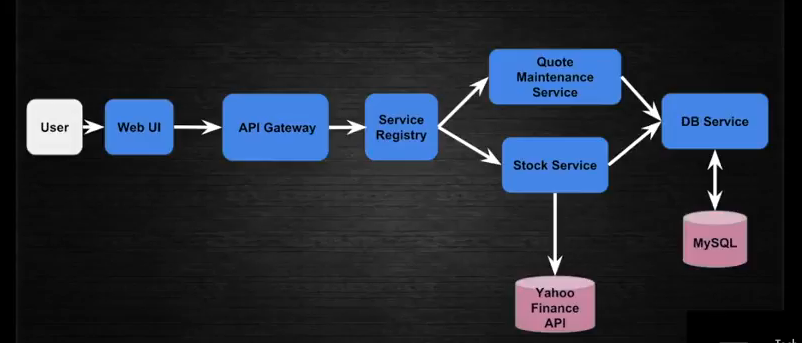 User
Web UI
API Gateway
Service
Registry
Quote
Maintenance
Service
Stock Service
DB Service
MySQL
Yahoo
Finance
API